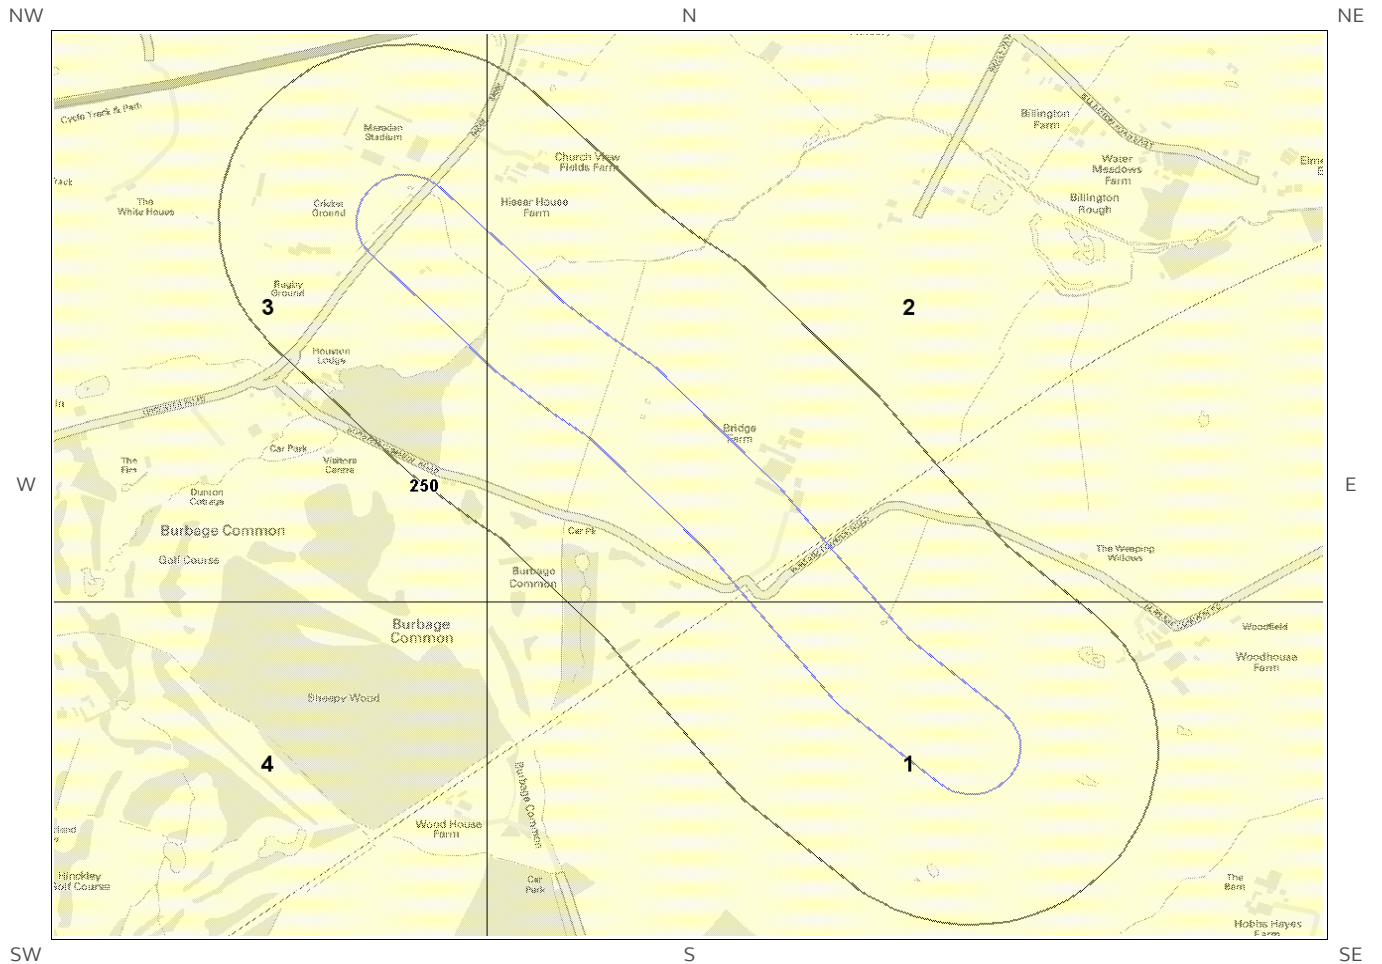 NW
N
NE
Cycle Track & Path
Marsden
Stadium
Church View
Fields Farm
Billington
Farm
Water
Meadows
Farm
Elme
The
White House
Cricket
Ground
Hissar House
Farm
Billington
Rough
Rugby
Ground
3
2
Houston
Lodge
Bridge
Farm
Car Park
Visitors
Centre
The
Firs
W
250
E
Dunton
Cottage
Burbage Common
Golf Course
Car Pk
Burbage
Common
The Weeping
Willows
Burbage
Common
Woodfield
Woodhouse
Farm
Sheepy Wood
4
1
Burbage Common
Wood House
Farm
Hinckley
Golf Course
Car
Park
The
Barn
Hobbs Hayes
Farm
SW
S
SE